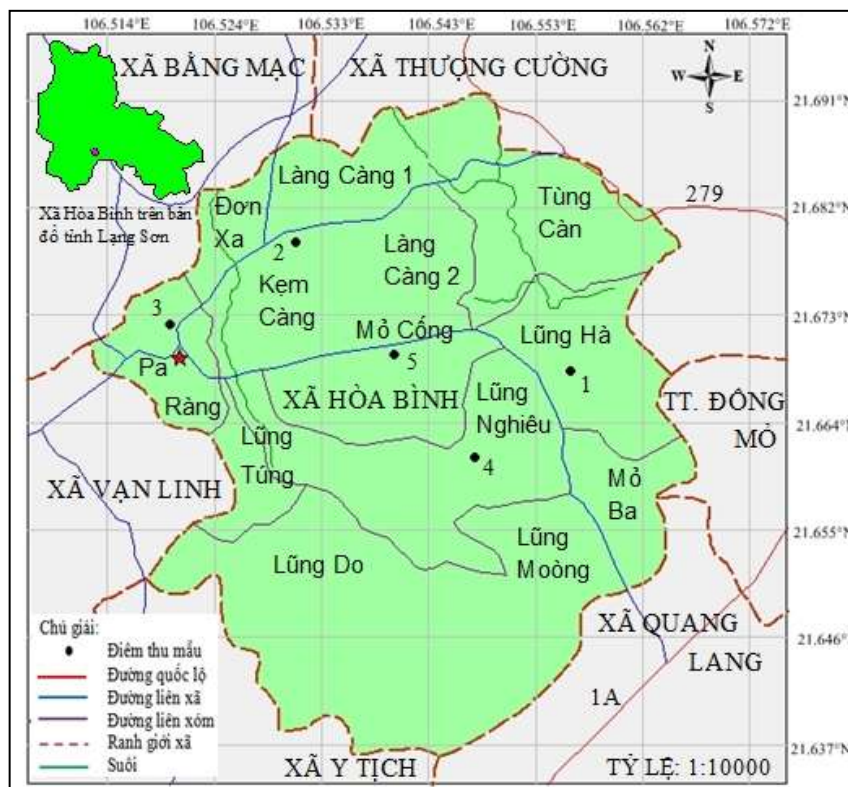 106.514°E 106.524°E 106.533°E 106.543°E 106.553°E 106.562°E 106.572°E
XÃ BẰNG MẠC
XÃ THƯỢNG CƯỜNG
N
W E
S
21.691°N
Làng Càng 1
Đơn
Xa
Tùng
Càn
279
21.682°N
Xã Hòa Bình trên bản
đồ tỉnh Lạng Sơn
2
Làng
Càng 2
Kẹm
Càng
3
Mỏ Cống
5
Lũng Hà
21.673°N
Pa
Ràng
XÃ HÒA BÌNH
Lũng
Nghiêu
1
TT. ĐỒNG
MỎ
21.664°N
Lũng
Túng
4
XÃ VẠN LINH
Mỏ
Ba
21.655°N
Lũng Do
Lũng
Moòng
XÃ QUANG
LANG
21.646°N
1A
Chú giải:
Điểm thu mẫu
Đường quốc lộ
Đường liên xã
Đường liên xóm
Ranh giới xã
Suối
XÃ Y TỊCH
TỶ LỆ: 1:10000
21.637°N